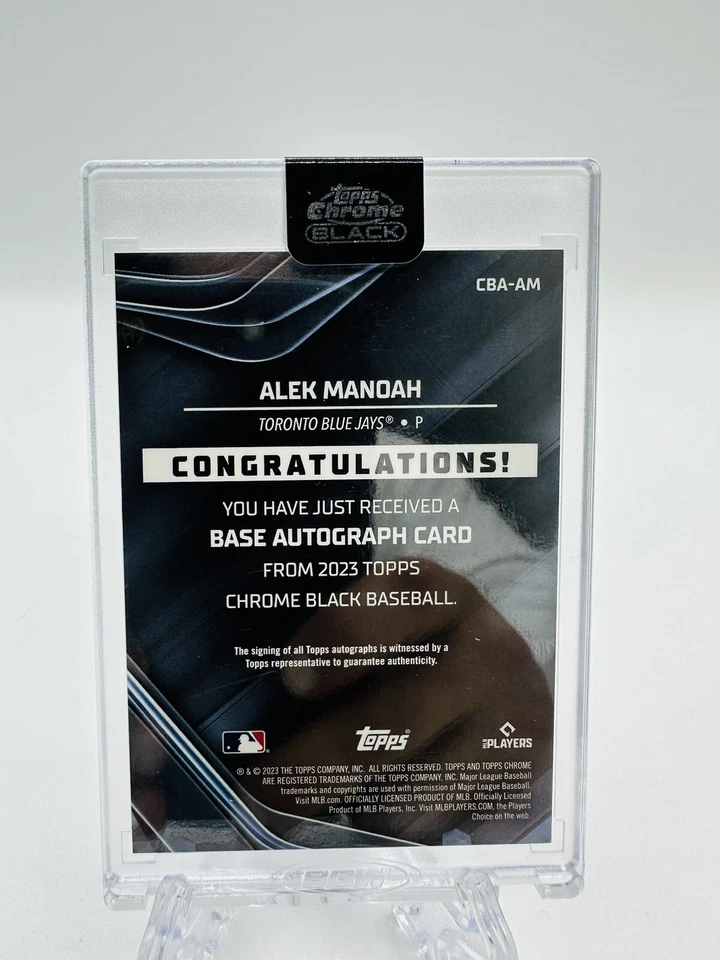 topps
Chrome
BLACK
CBA-AM
ALEK MANOAH
TORONTO BLUE JAYS® • P
CONGRATULATIONS!
YOU HAVE JUST RECEIVED A
BASE AUTOGRAPH CARD
FROM 2023 TOPPS
CHROME BLACK BASEBALL.
The signing of all Topps autographs is witnessed by a
Topps representative to guarantee authenticity.
topps®
MLB PLAYERS
® & © 2023 THE TOPPS COMPANY, INC. ALL RIGHTS RESERVED. TOPPS AND TOPPS CHROME
ARE REGISTERED TRADEMARKS OF THE TOPPS COMPANY, INC. Major League Baseball
trademarks and copyrights are used with permission of Major League Baseball.
Visit MLB.com. OFFICIALLY LICENSED PRODUCT OF MLB. Officially Licensed
Product of MLB Players, Inc. Visit MLBPLAYERS.COM, the Players
Choice on the web.